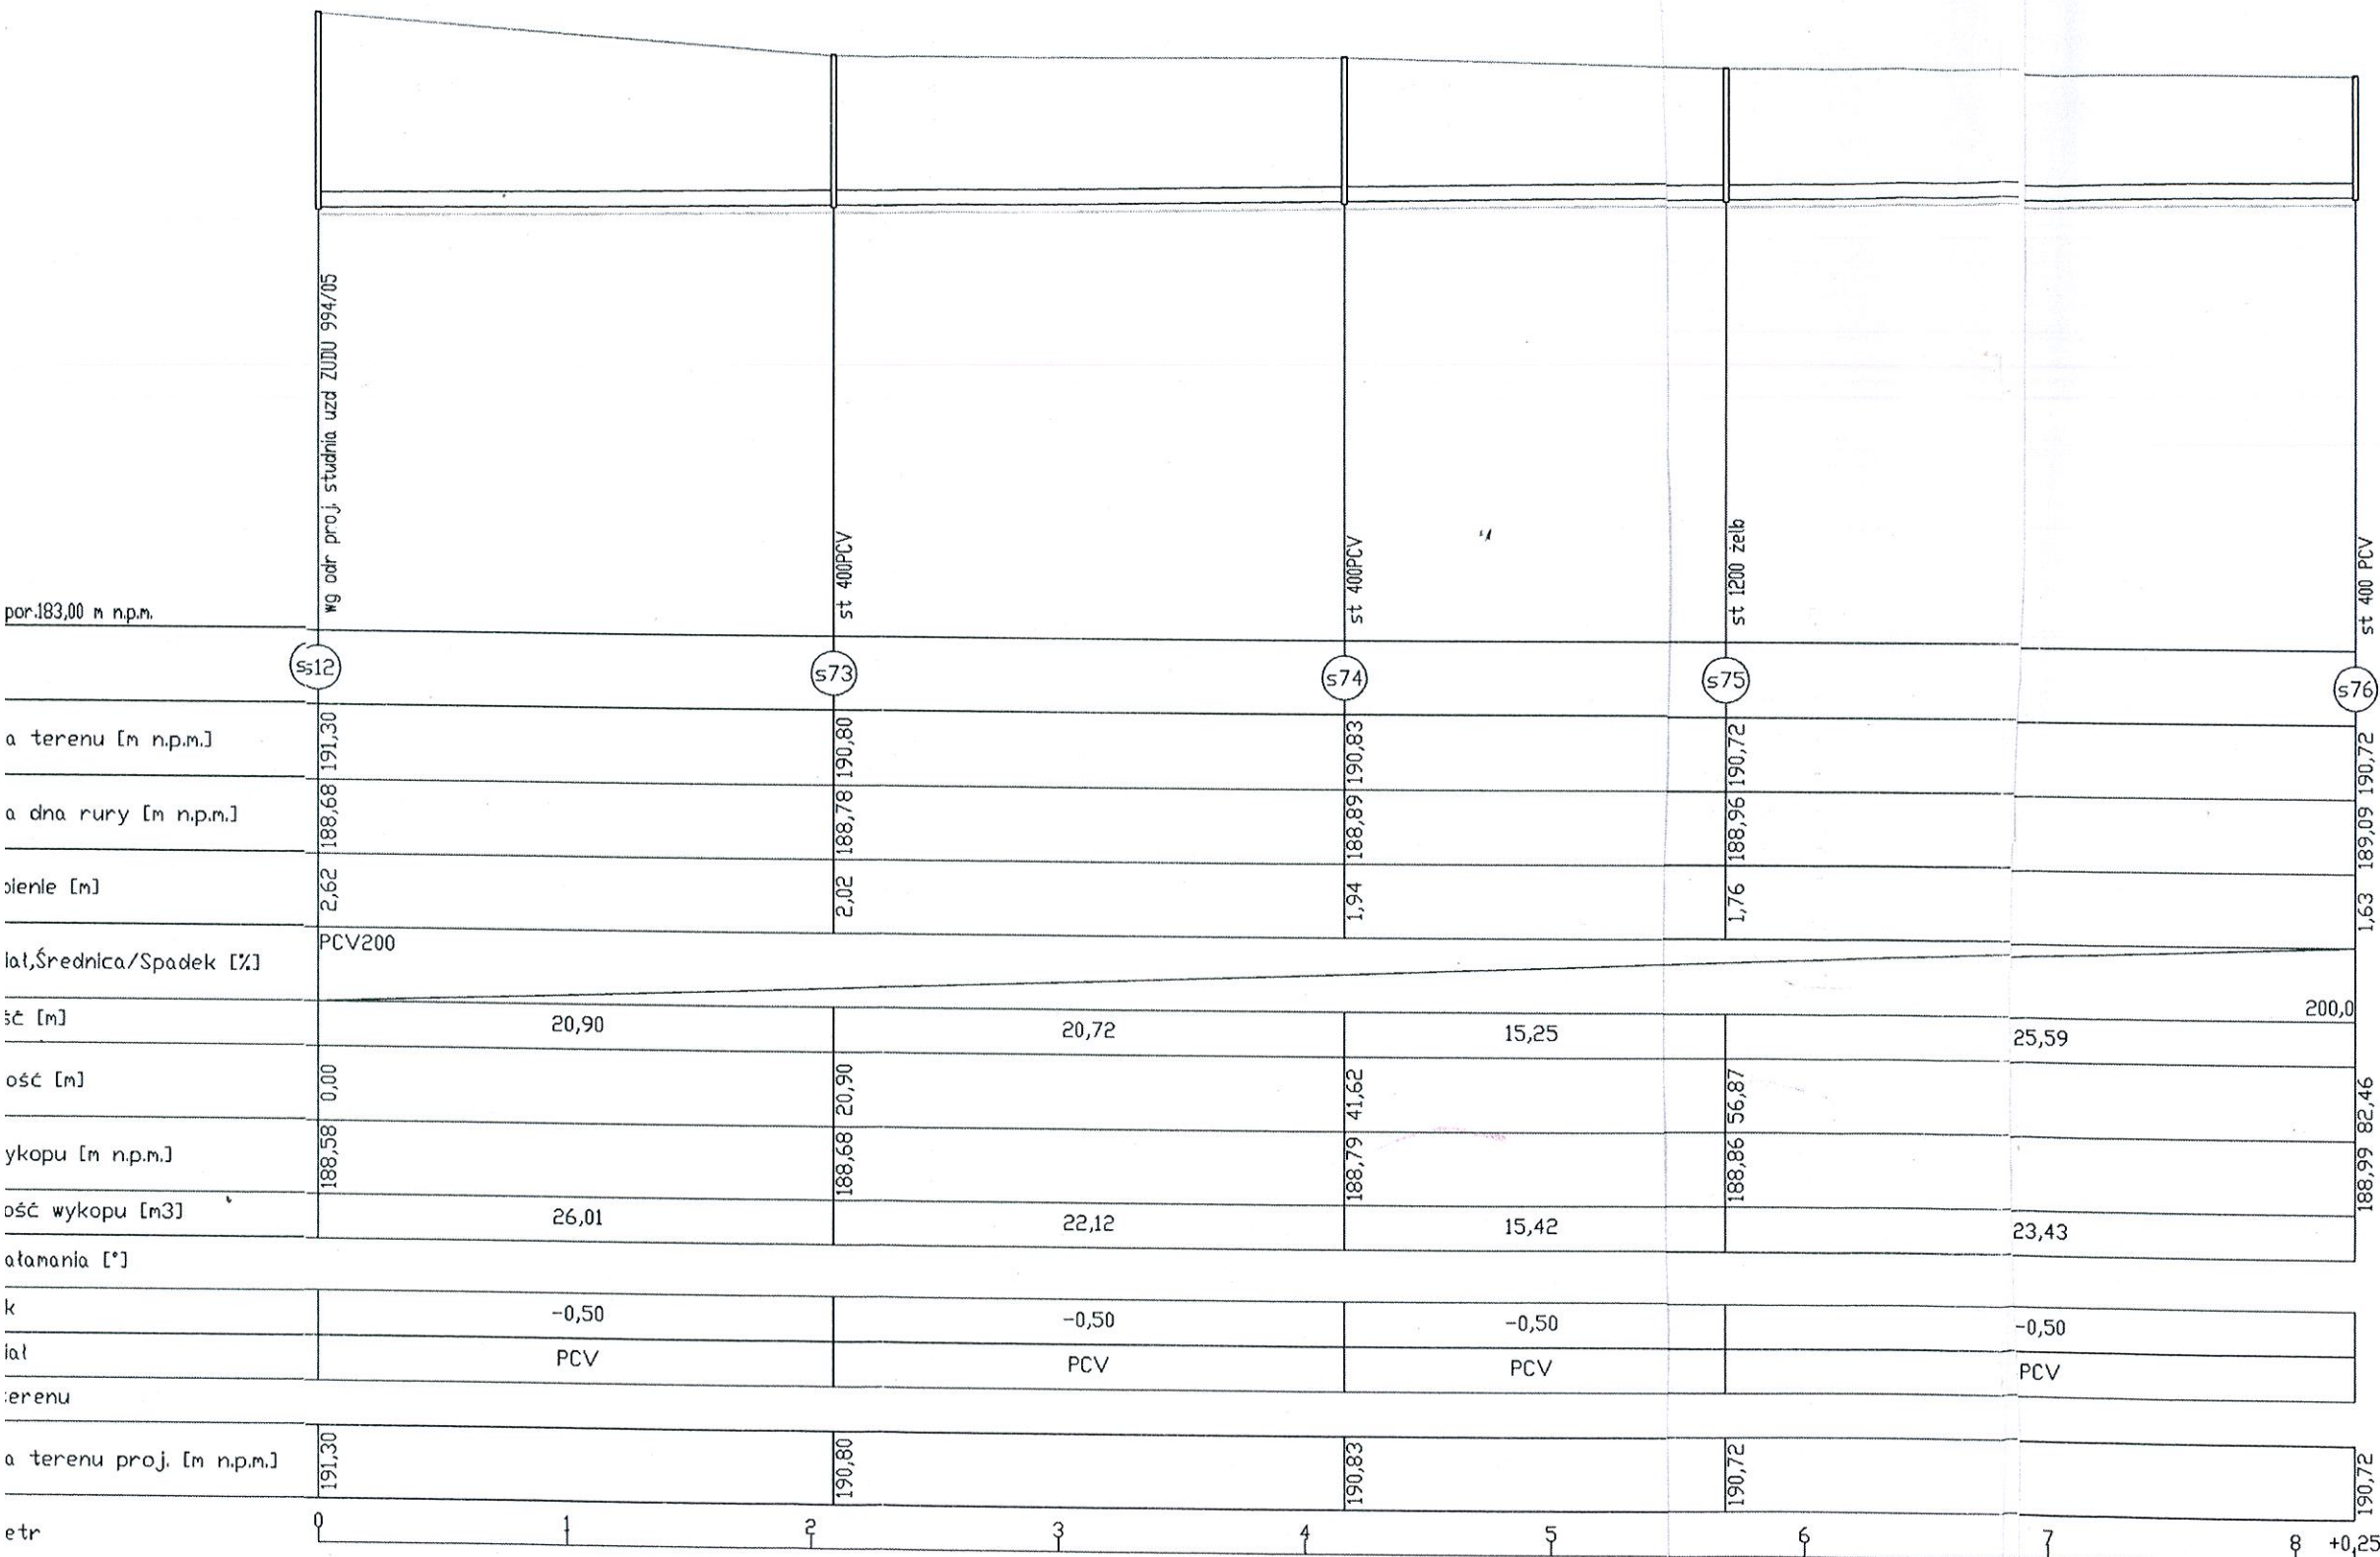 wg odr proj. studnia uzd ZUDU 994/05
st 400PCV
st 400PCV
st 1200 żelb
st 400 PCV
por.183,00 m n.p.m.
ss12 s73 s74 s75 s76
a terenu [m n.p.m.] 191,30 190,80 190,83 190,72 190,72
a dna rury [m n.p.m.] 188,68 188,78 188,89 188,96 189,09
bienie [m] 2,62 2,02 1,94 1,76 1,63
PCV200
iał,Średnica/Spadek [%]
200,0
ść [m] 20,90 20,72 15,25 25,59
ość [m] 0,00 20,90 41,62 56,87 82,46
ykopu [m n.p.m.] 188,58 188,68 188,79 188,86 188,99
ość wykopu [m3] 26,01 22,12 15,42 23,43
ałamania [°]
k -0,50 -0,50 -0,50 -0,50
iał PCV PCV PCV PCV
terenu
a terenu proj. [m n.p.m.] 191,30 190,80 190,83 190,72 190,72
etr 0 1 2 3 4 5 6 7 8 +0,25